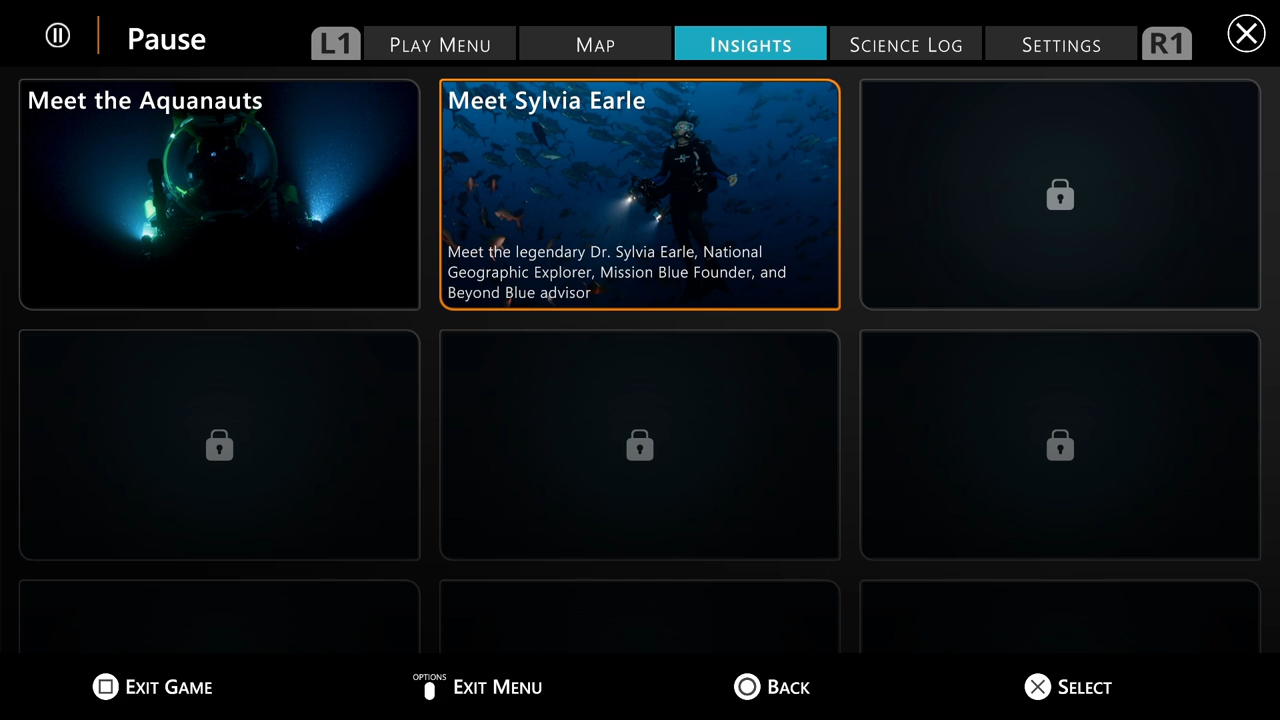 Pause
L1
PLAY MENU
MAP
INSIGHTS
SCIENCE LOG
SETTINGS
R1
Meet the Aquanauts
Meet Sylvia Earle
Meet the legendary Dr. Sylvia Earle, National
Geographic Explorer, Mission Blue Founder, and
Beyond Blue advisor
EXIT GAME
OPTIONS
EXIT MENU
BACK
SELECT